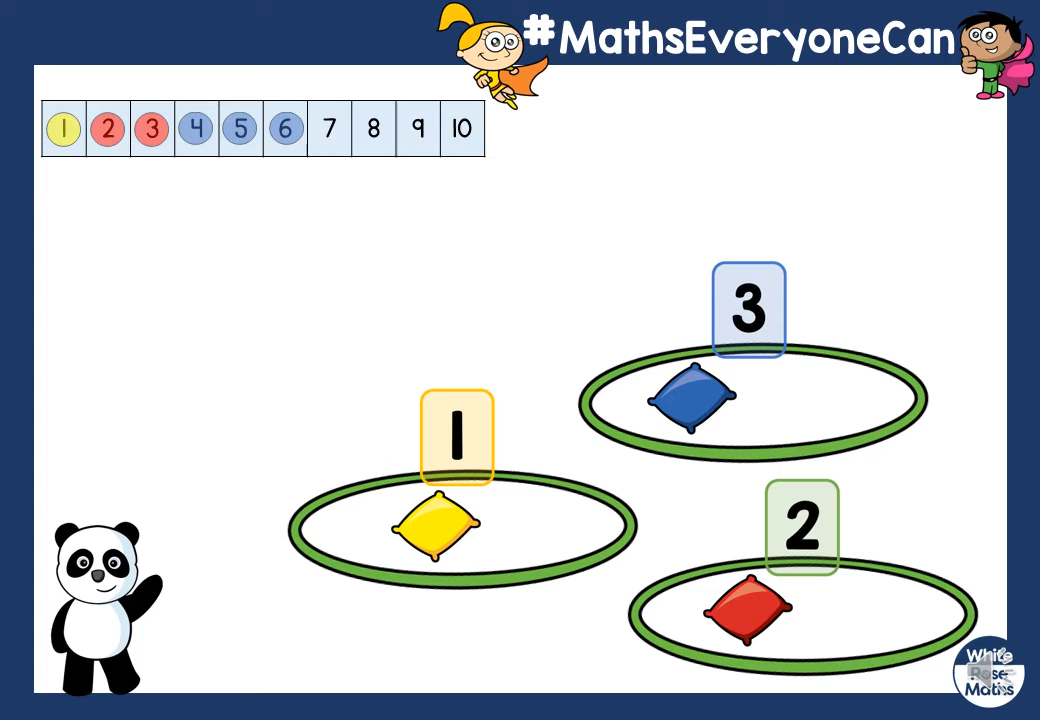 #MathsEveryoneCan
1 2 3 4 5 6 7 8 9 10
3
1
2
White
Rose
Maths